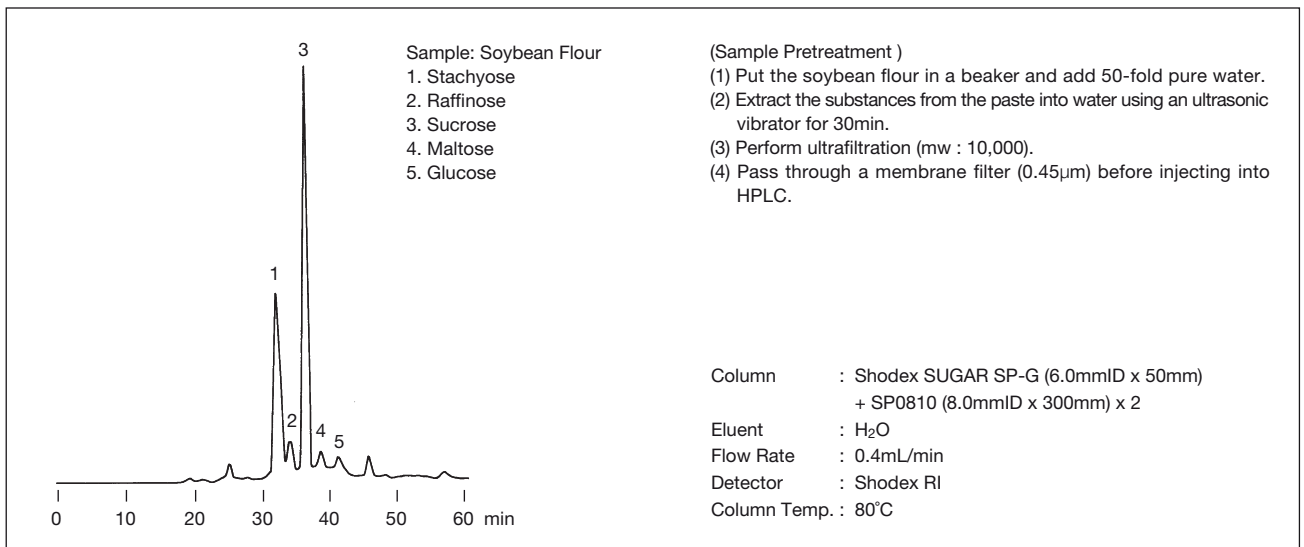 3
1
2
4
5
0 10 20 30 40 50 60 min
Sample: Soybean Flour
1. Stachyose
2. Raffinose
3. Sucrose
4. Maltose
5. Glucose
(Sample Pretreatment )
(1) Put the soybean flour in a beaker and add 50-fold pure water.
(2) Extract the substances from the paste into water using an ultrasonic
vibrator for 30min.
(3) Perform ultrafiltration (mw : 10,000).
(4) Pass through a membrane filter (0.45μm) before injecting into
HPLC.
Column : Shodex SUGAR SP-G (6.0mmID x 50mm)
+ SP0810 (8.0mmID x 300mm) x 2
Eluent : H₂O
Flow Rate : 0.4mL/min
Detector : Shodex RI
Column Temp. : 80˚C